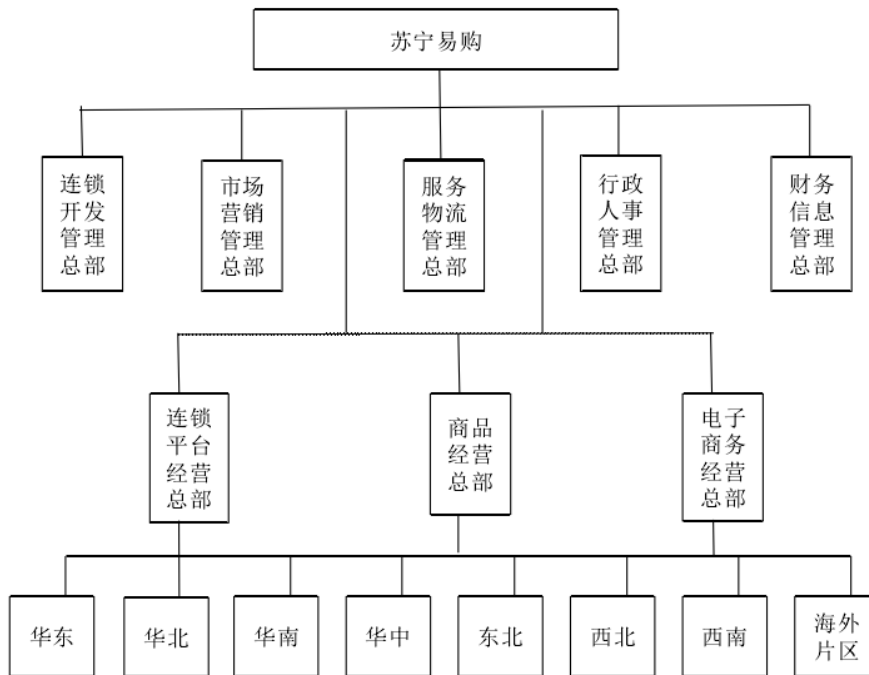 苏宁易购
连锁
开发
管理
总部
市场
营销
管理
总部
服务
物流
管理
总部
行政
人事
管理
总部
财务
信息
管理
总部
连锁
平台
经营
总部
商品
经营
总部
电子
商务
经营
总部
华东
华北
华南
华中
东北
西北
西南
海外
片区